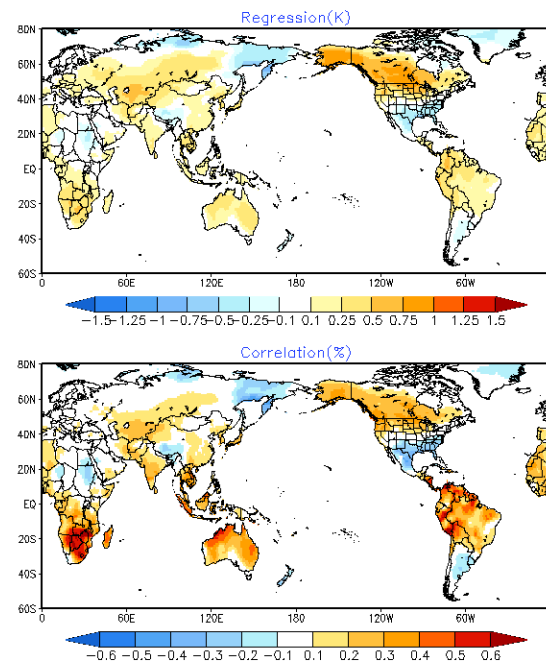 Regression(K)
80N
60N
40N
20N
EQ
20S
40S
60S
0 60E 120E 180 120W 60W
-1.5 -1.25 -1 -0.75 -0.5 -0.25 -0.1 0.1 0.25 0.5 0.75 1 1.25 1.5
Correlation(%)
80N
60N
40N
20N
EQ
20S
40S
60S
0 60E 120E 180 120W 60W
-0.6 -0.5 -0.4 -0.3 -0.2 -0.1 0.1 0.2 0.3 0.4 0.5 0.6